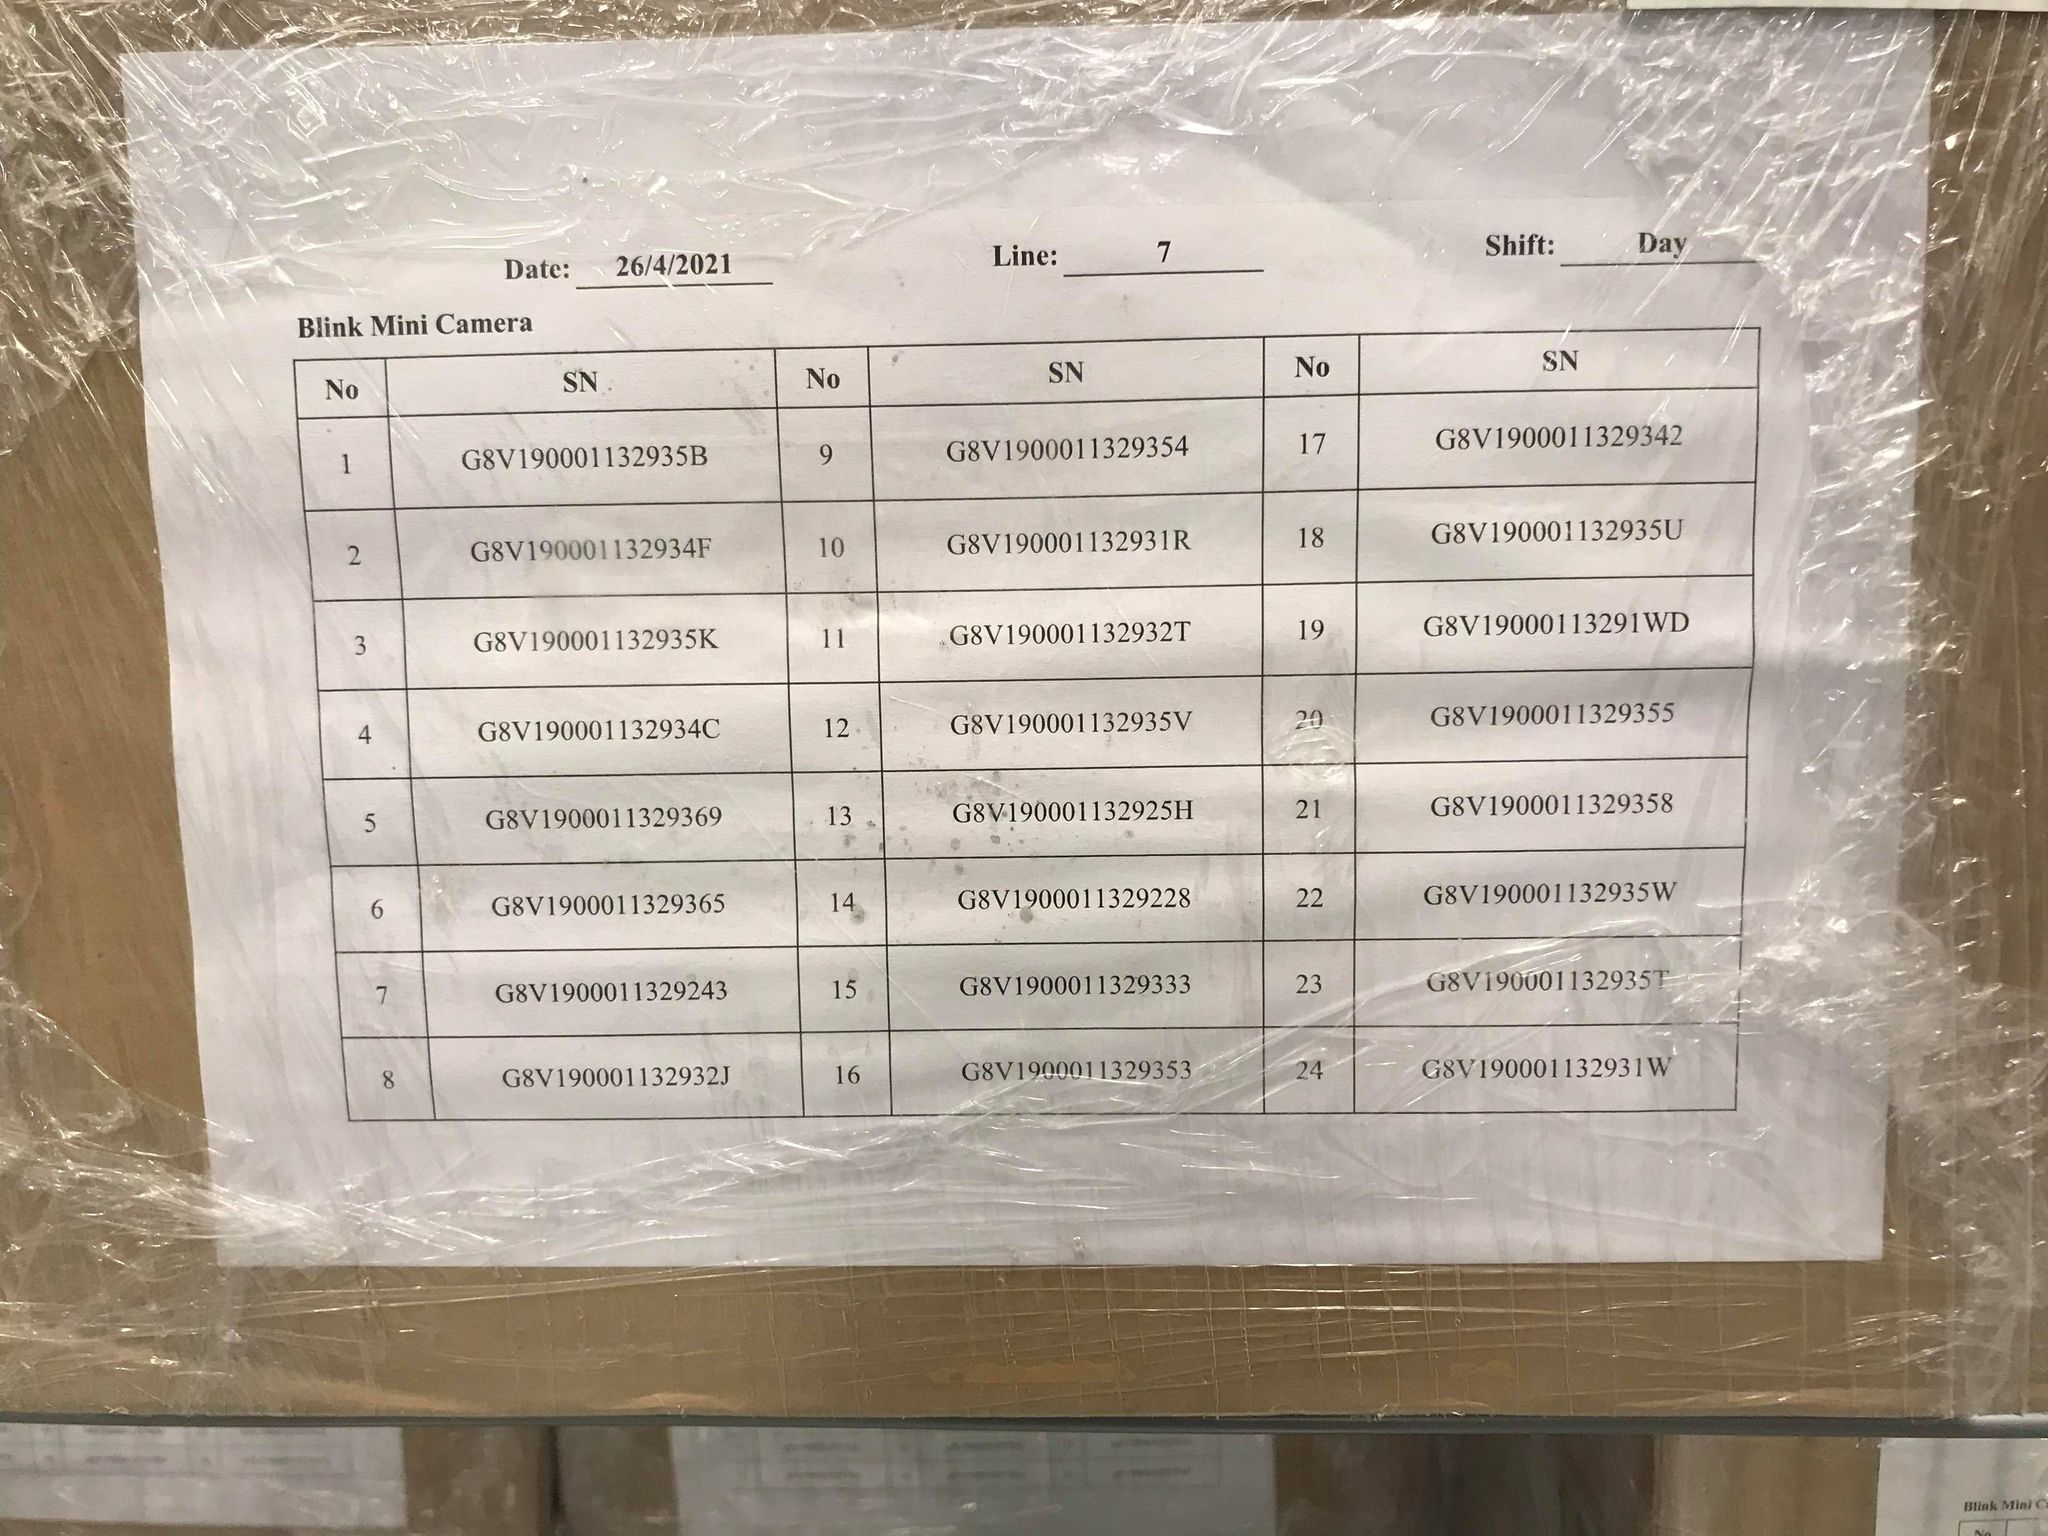 Date: 26/4/2021 Line: 7 Shift: Day
Blink Mini Camera
No SN No SN No SN
1 G8V190001132935B 9 G8V1900011329354 17 G8V1900011329342
2 G8V190001132934F 10 G8V190001132931R 18 G8V190001132935U
3 G8V190001132935K 11 G8V190001132932T 19 G8V19000113291WD
4 G8V190001132934C 12 G8V190001132935V 20 G8V1900011329355
5 G8V1900011329369 13 G8V190001132925H 21 G8V1900011329358
6 G8V1900011329365 14 G8V1900011329228 22 G8V190001132935W
7 G8V1900011329243 15 G8V1900011329333 23 G8V190001132935T
8 G8V190001132932J 16 G8V1900011329353 24 G8V190001132931W
Blink Mini
No